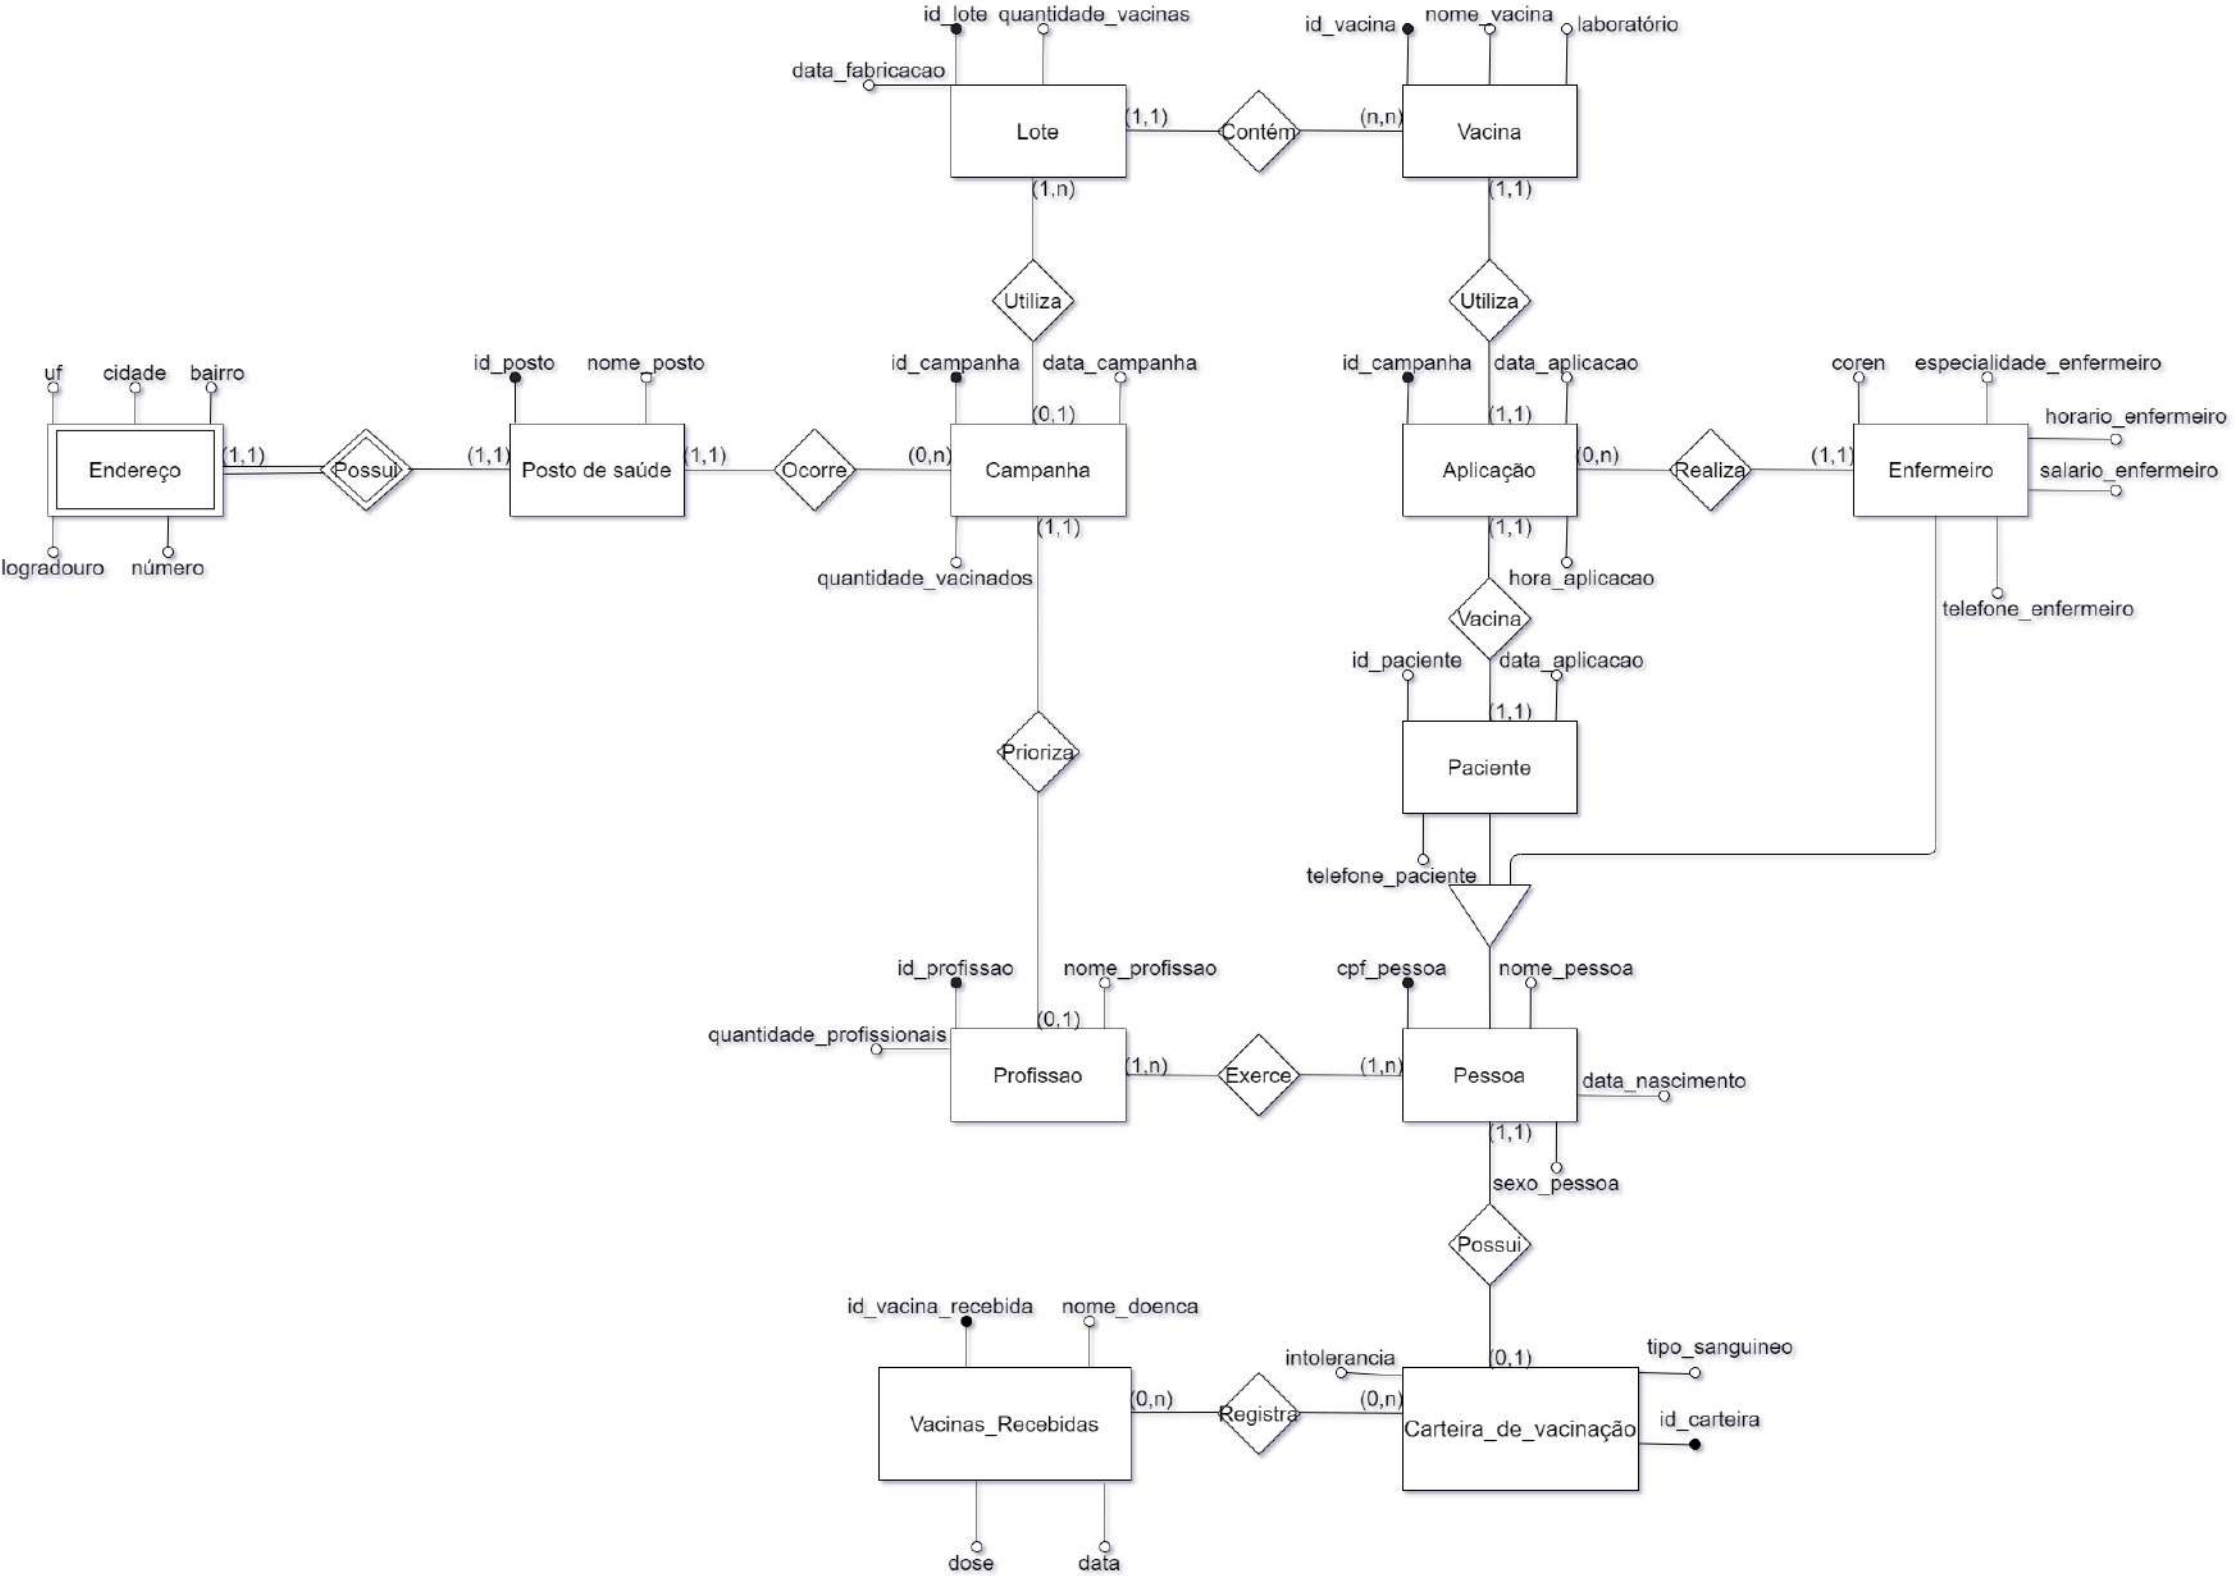 id_lote quantidade_vacinas
id_vacina nome_vacina laboratório
data_fabricacao
Lote (1,1) Contém (n,n) Vacina
(1,n) (1,1)
Utiliza Utiliza
uf cidade bairro id_posto nome_posto id_campanha data_campanha id_campanha data_aplicacao coren especialidade_enfermeiro
horario_enfermeiro
(0,1) (1,1)
Endereço (1,1) Possui (1,1) Posto de saúde (1,1) Ocorre (0,n) Campanha Aplicação (0,n) Realiza (1,1) Enfermeiro salario_enfermeiro
(1,1) (1,1)
logradouro número quantidade_vacinados hora_aplicacao
telefone_enfermeiro
Vacina
id_paciente data_aplicacao
(1,1)
Prioriza
Paciente
telefone_paciente
id_profissao nome_profissao cpf_pessoa nome_pessoa
(0,1)
quantidade_profissionais
Profissao (1,n) Exerce (1,n) Pessoa data_nascimento
(1,1)
sexo_pessoa
Possui
id_vacina_recebida nome_doenca
intolerancia (0,1) tipo_sanguineo
Vacinas_Recebidas (0,n) Registra (0,n) Carteira_de_vacinação id_carteira
dose data